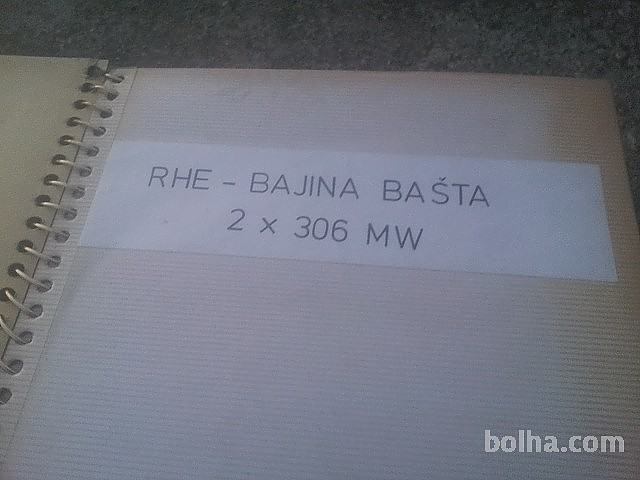 RHE - BAJINA BAŠTA
2 x 306 MW
bolha.com